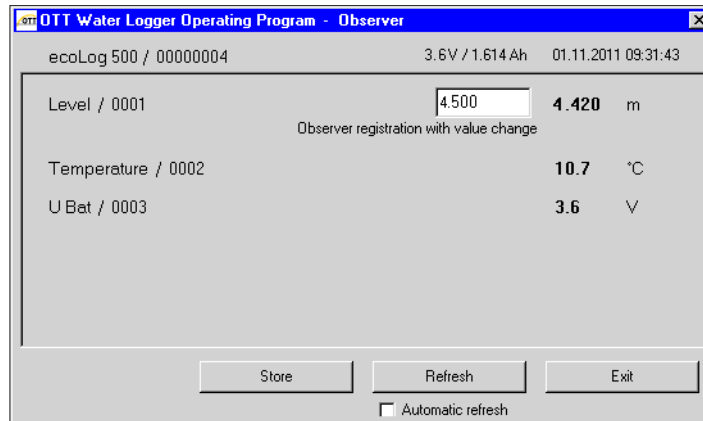 OTT OTT Water Logger Operating Program - Observer
ecoLog 500 / 00000004 3.6V / 1.614 Ah 01.11.2011 09:31:43
Level / 0001 4.500 4.420 m
Observer registration with value change
Temperature / 0002 10.7 °C
U Bat / 0003 3.6 V
Store Refresh Exit
Automatic refresh